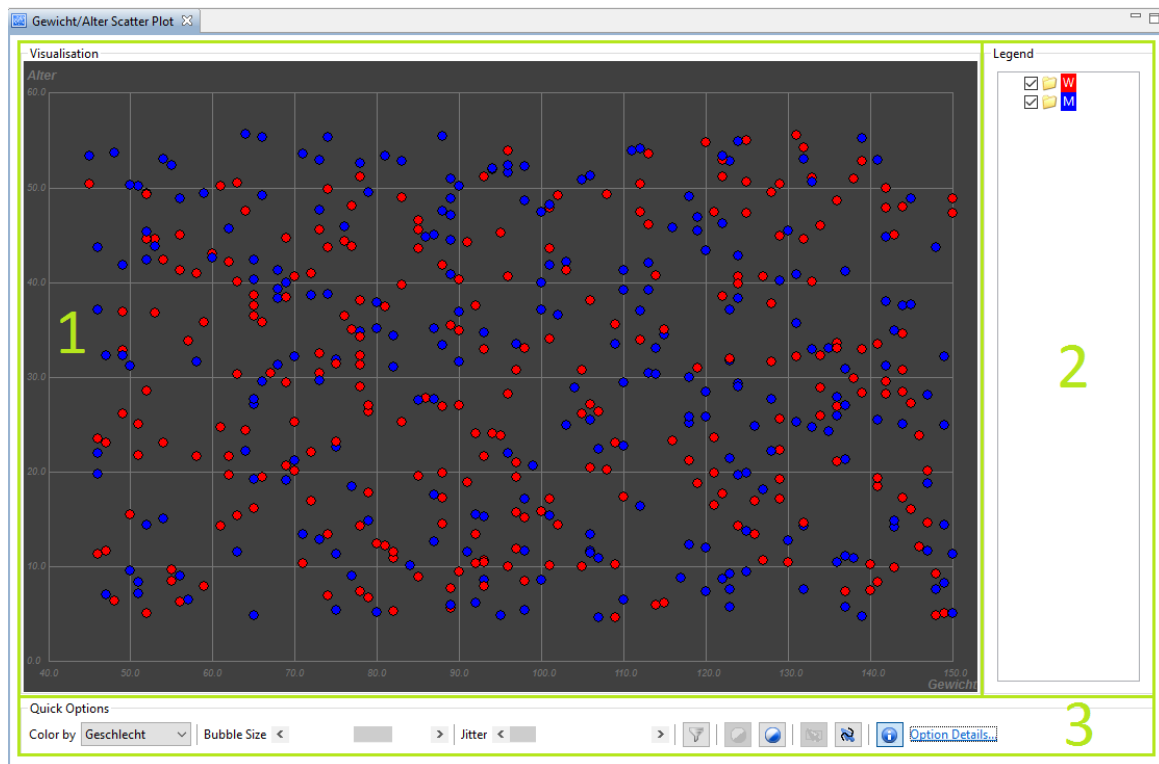 Gewicht/Alter Scatter Plot
Visualisation
Legend
Alter
60.0
50.0
40.0
30.0
20.0
10.0
0.0
40.0 50.0 60.0 70.0 80.0 90.0 100.0 110.0 120.0 130.0 140.0 150.0
Gewicht
W
M
1
2
3
Quick Options
Color by Geschlecht Bubble Size Jitter Option Details...